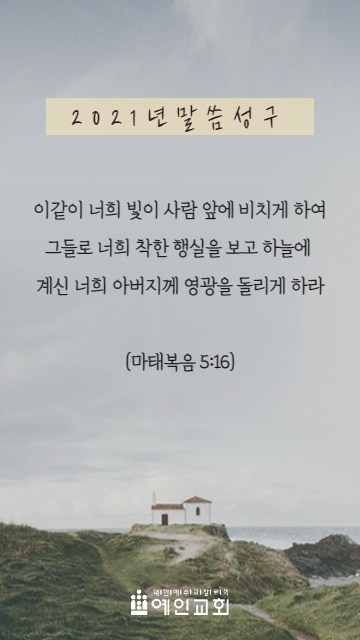 2021년말씀성구
이같이 너희 빛이 사람 앞에 비치게 하여
그들로 너희 착한 행실을 보고 하늘에
계신 너희 아버지께 영광을 돌리게 하라
(마태복음 5:16)
예인교회